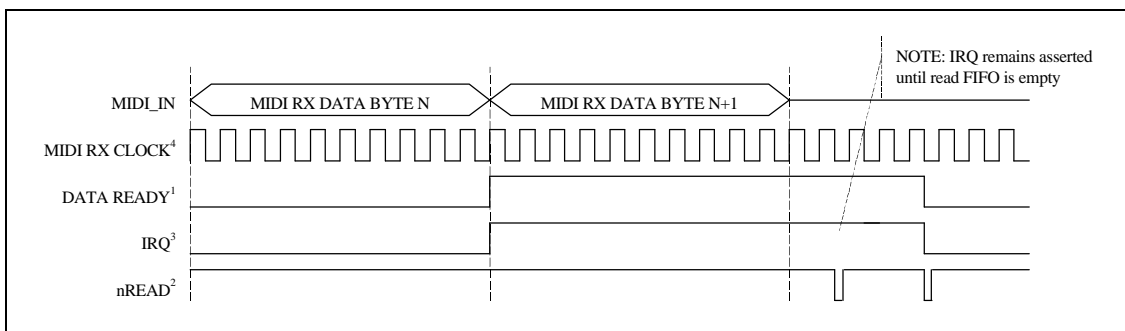 NOTE: IRQ remains asserted
until read FIFO is empty
MIDI_IN
MIDI RX DATA BYTE N
MIDI RX DATA BYTE N+1
MIDI RX CLOCK4
DATA READY1
IRQ3
nREAD2